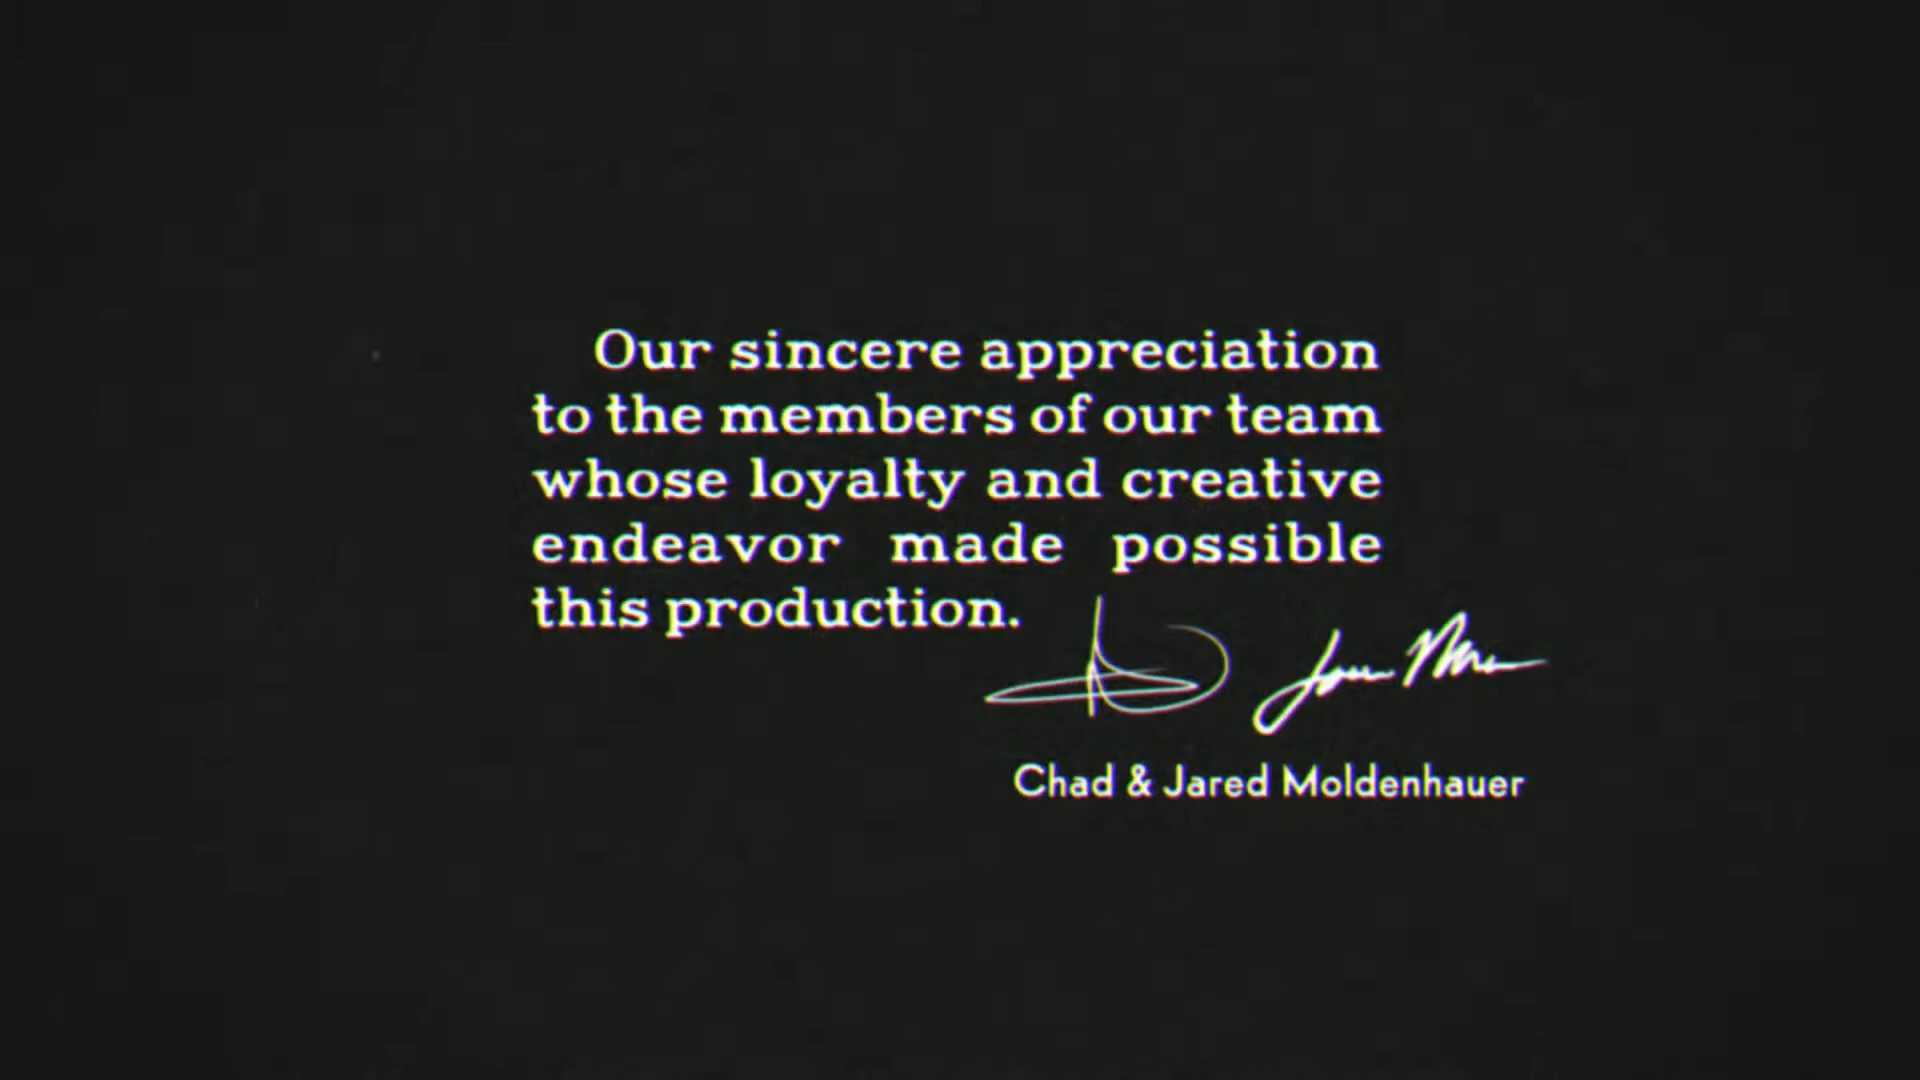 Our sincere appreciation
to the members of our team
whose loyalty and creative
endeavor made possible
this production.
Chad & Jared Moldenhauer